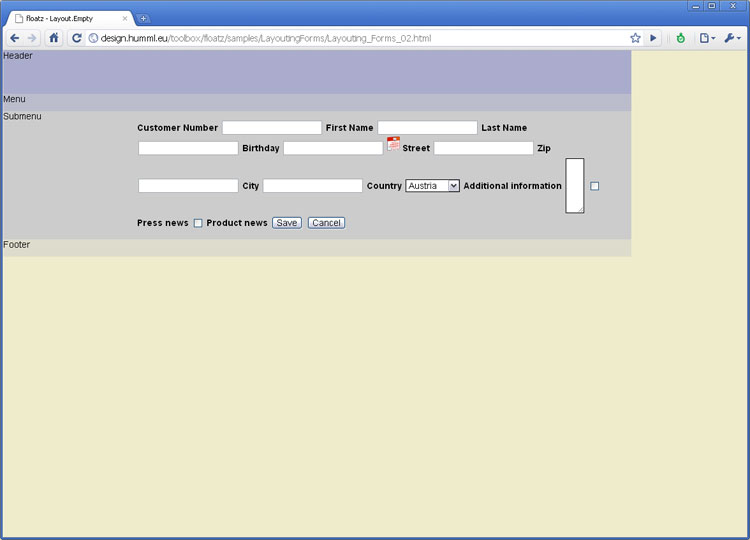 floatz - Layout.Empty
design.humml.eu/toolbox/floatz/samples/LayoutingForms/Layouting_Forms_02.html
Header
Menu
Submenu
Customer Number First Name Last Name
Birthday Street Zip
City Country Austria Additional information
Press news Product news Save Cancel
Footer